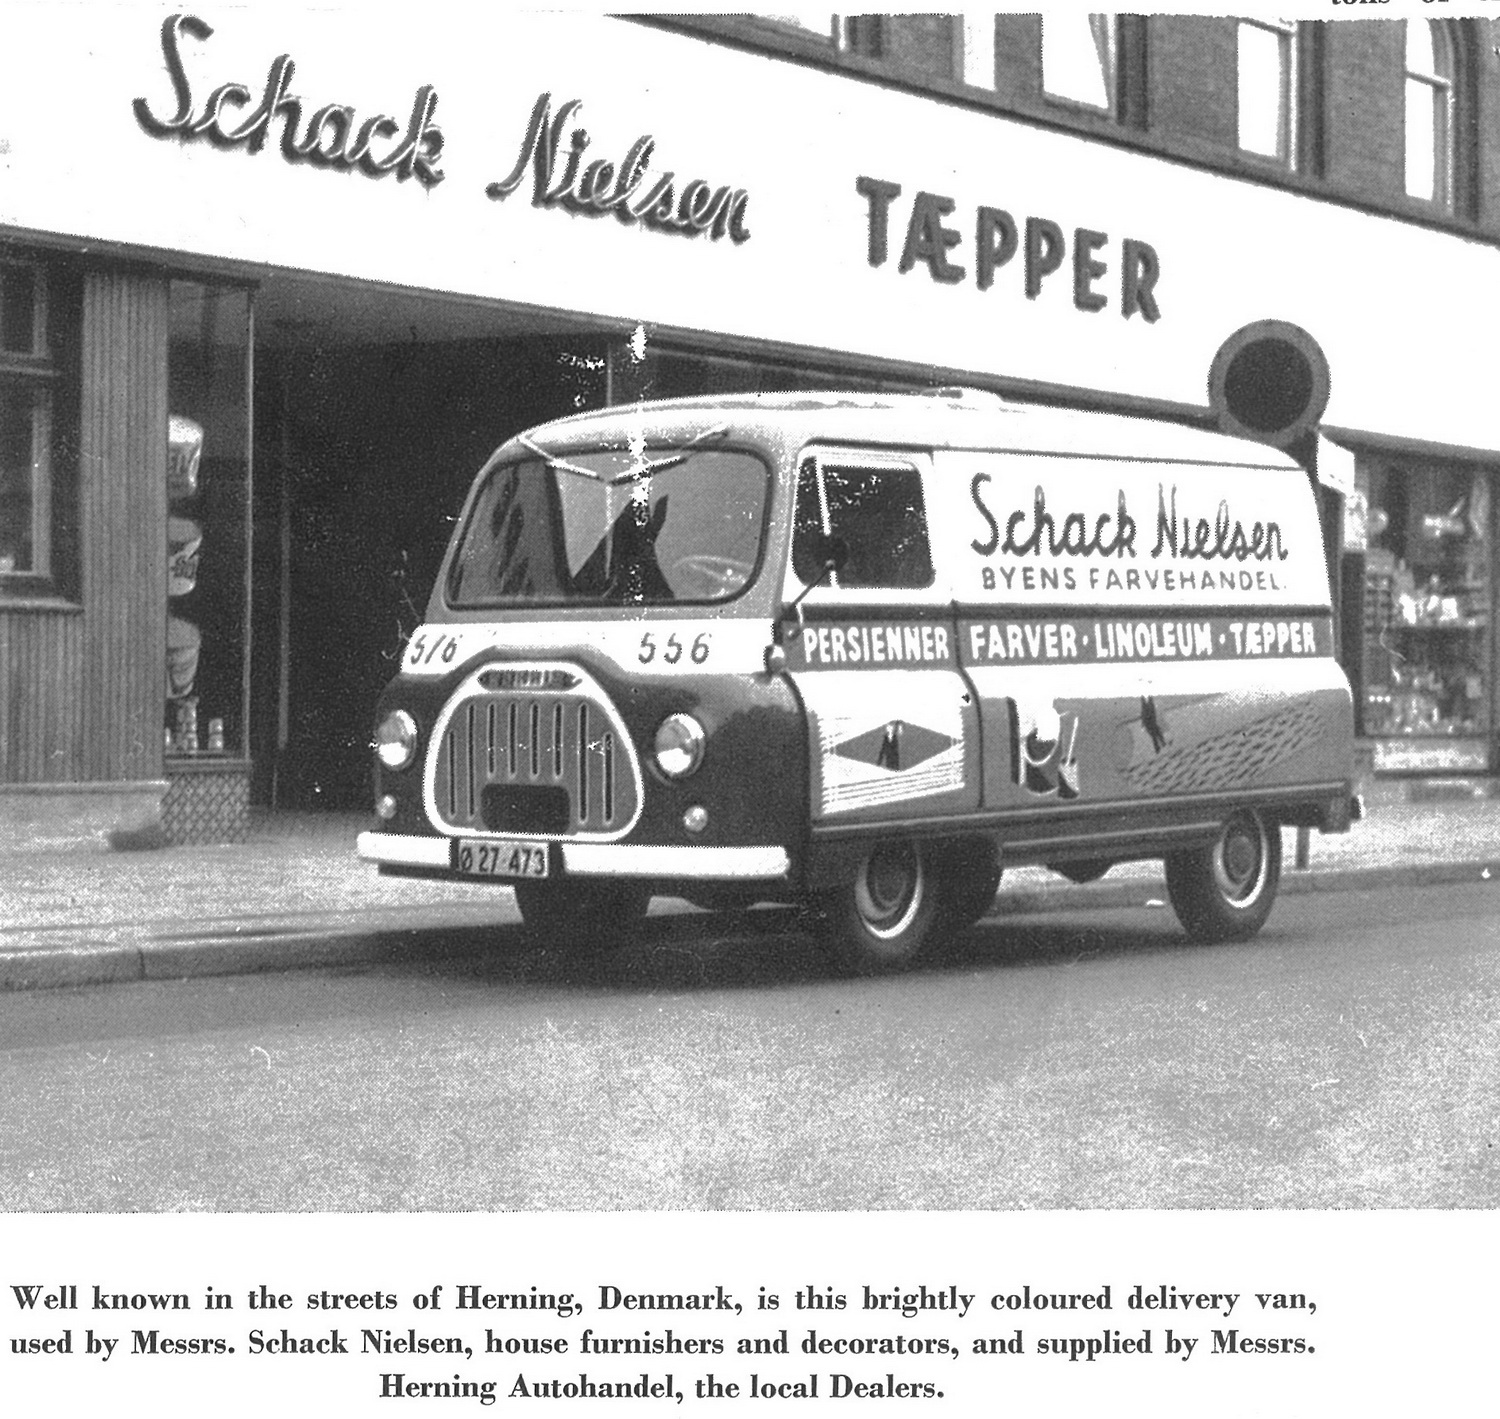 Schack Nielsen TÆPPER
Schack Nielsen
BYENS FARVEHANDEL.
516 556
PERSIENNER FARVER · LINOLEUM · TÆPPER
Ø 27·473
Well known in the streets of Herning, Denmark, is this brightly coloured delivery van,
used by Messrs. Schack Nielsen, house furnishers and decorators, and supplied by Messrs.
Herning Autohandel, the local Dealers.